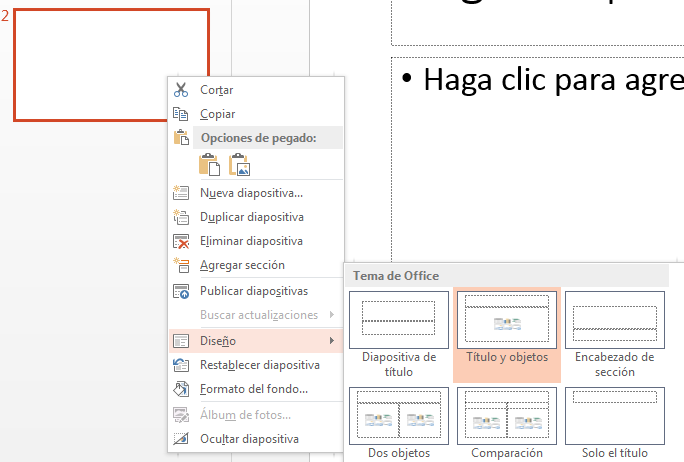 2
Haga clic para agre
Cortar
Copiar
Opciones de pegado:
Nueva diapositiva...
Duplicar diapositiva
Eliminar diapositiva
Agregar sección
Publicar diapositivas
Buscar actualizaciones
Diseño
Restablecer diapositiva
Formato del fondo...
Álbum de fotos...
Ocultar diapositiva
Tema de Office
Diapositiva de
título
Título y objetos
Encabezado de
sección
Dos objetos
Comparación
Solo el título